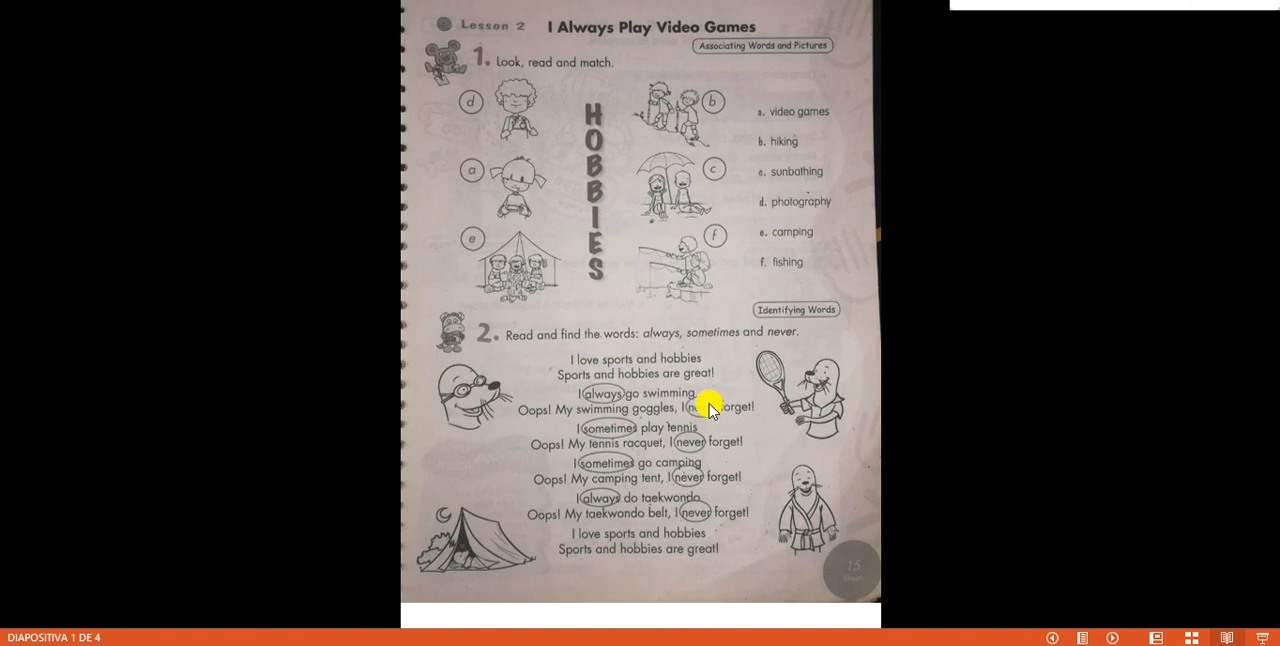 Lesson 2 I Always Play Video Games
Associating Words and Pictures
1. Look, read and match.
d
b
a
c
e
f
HOBBIES
a. video games
b. hiking
c. sunbathing
d. photography
e. camping
f. fishing
Identifying Words
2. Read and find the words: always, sometimes and never.
I love sports and hobbies
Sports and hobbies are great!
I always go swimming
Oops! My swimming goggles, I forget!
I sometimes play tennis
Oops! My tennis racquet, I never forget!
I sometimes go camping
Oops! My camping tent, I never forget!
I always do taekwondo
Oops! My taekwondo belt, I never forget!
I love sports and hobbies
Sports and hobbies are great!
15
DIAPOSITIVA 1 DE 4